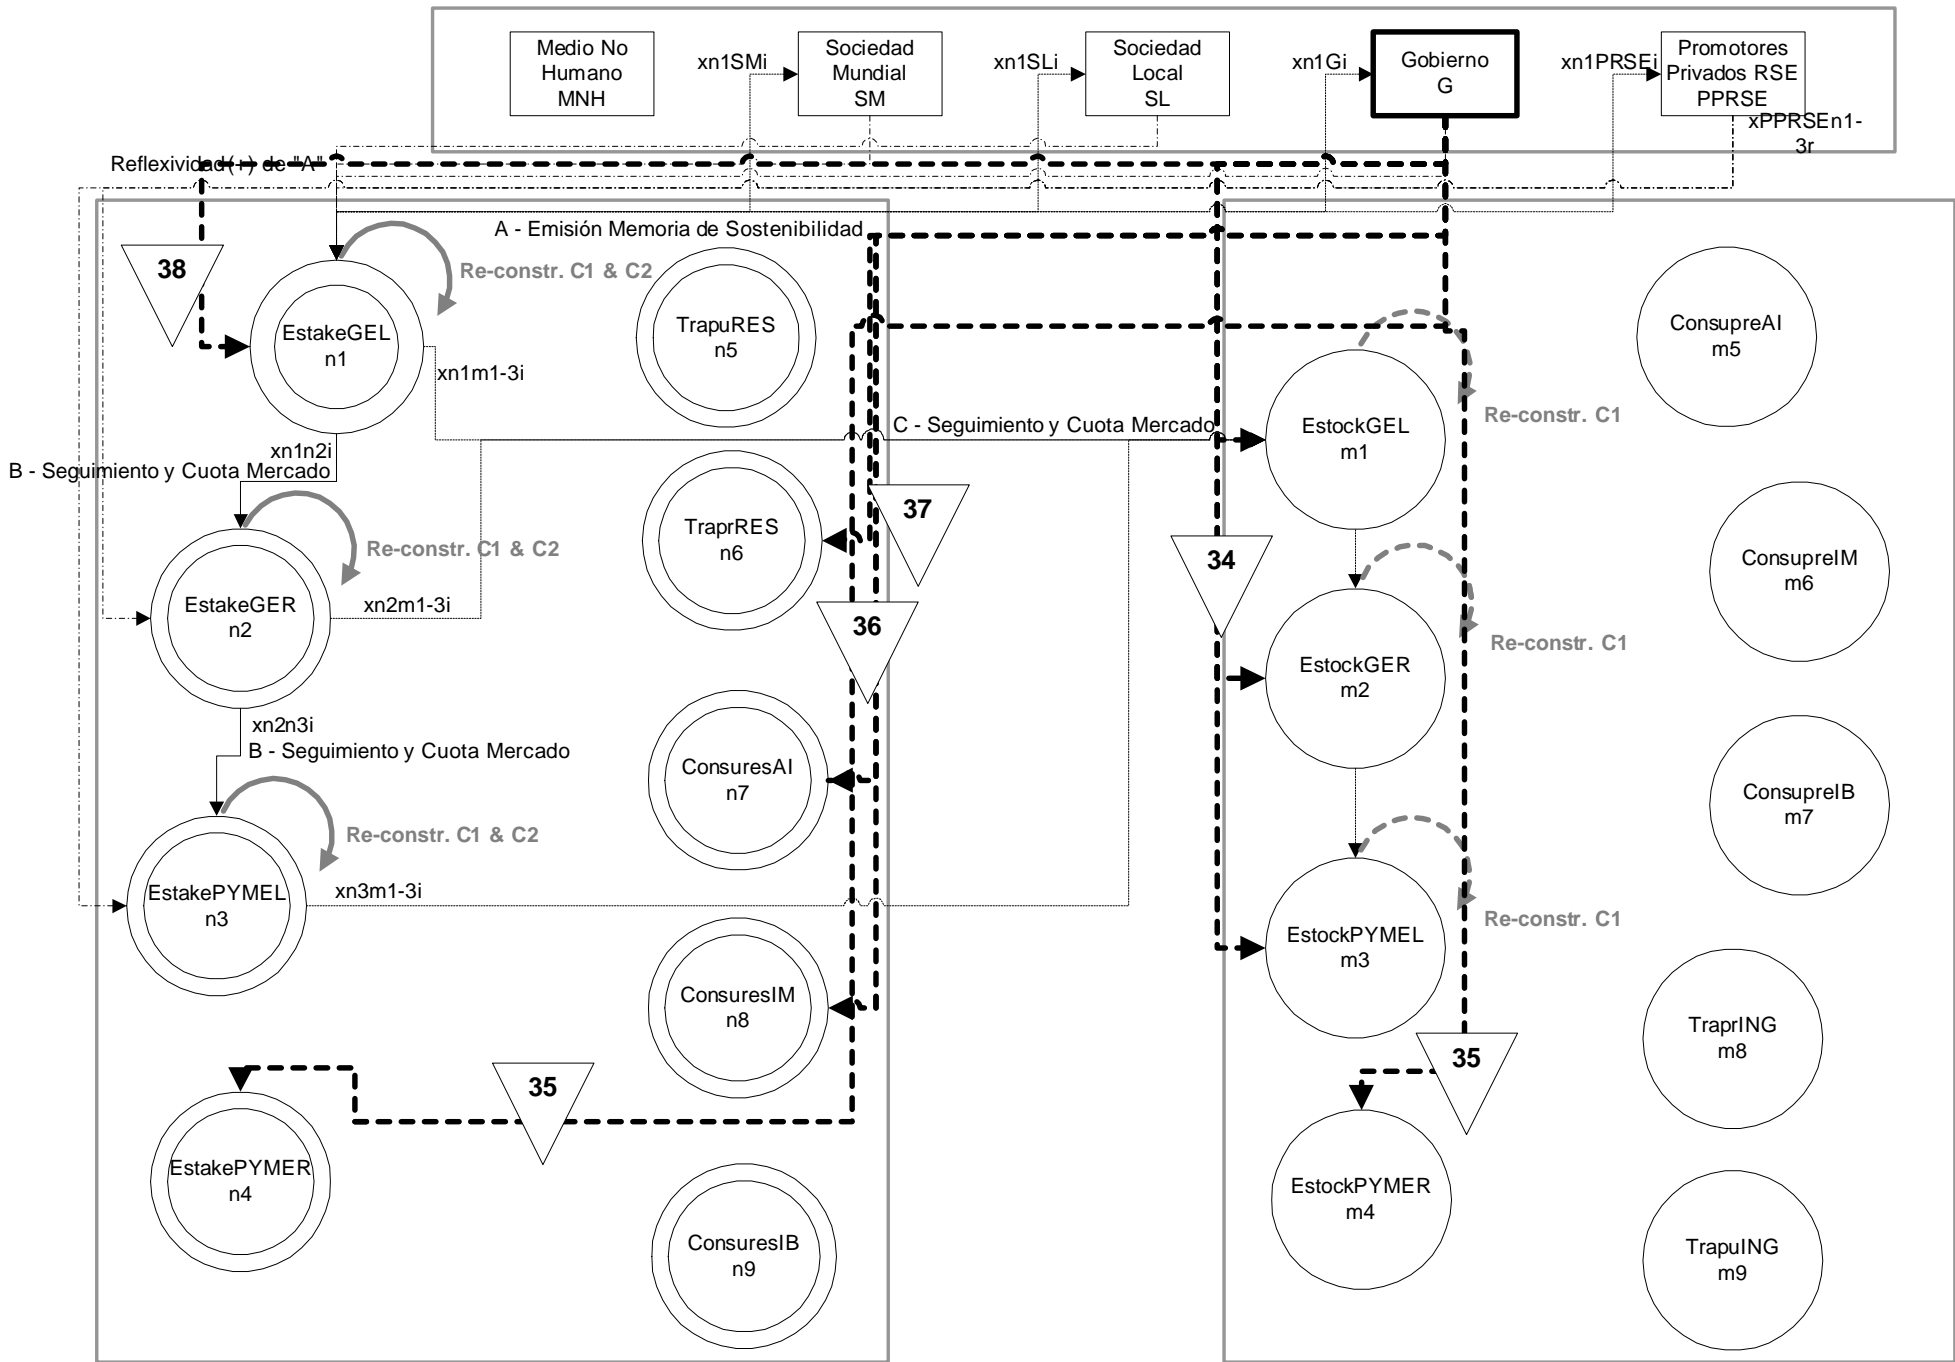 Medio No
Humano
MNH
xn1SMi
Sociedad
Mundial
SM
xn1SLi
Sociedad
Local
SL
xn1Gi
Gobierno
G
xn1PRSEi
Promotores
Privados RSE
PPRSE
xPPRSEn1-
3r
Reflexividad(+) de "A"
A - Emisión Memoria de Sostenibilidad
38
Re-constr. C1 & C2
EstakeGEL
n1
TrapuRES
n5
ConsupreAI
m5
xn1m1-3i
Re-constr. C1
C - Seguimiento y Cuota Mercado
EstockGEL
m1
xn1n2i
B - Seguimiento y Cuota Mercado
37
TraprRES
n6
Re-constr. C1 & C2
34
ConsupreIM
m6
EstakeGER
n2
xn2m1-3i
36
Re-constr. C1
EstockGER
m2
xn2n3i
B - Seguimiento y Cuota Mercado
ConsuresAI
n7
ConsupreIB
m7
Re-constr. C1 & C2
EstakePYMEL
n3
xn3m1-3i
Re-constr. C1
EstockPYMEL
m3
ConsuresIM
n8
TraprING
m8
35
35
EstakePYMER
n4
EstockPYMER
m4
ConsuresIB
n9
TrapuING
m9